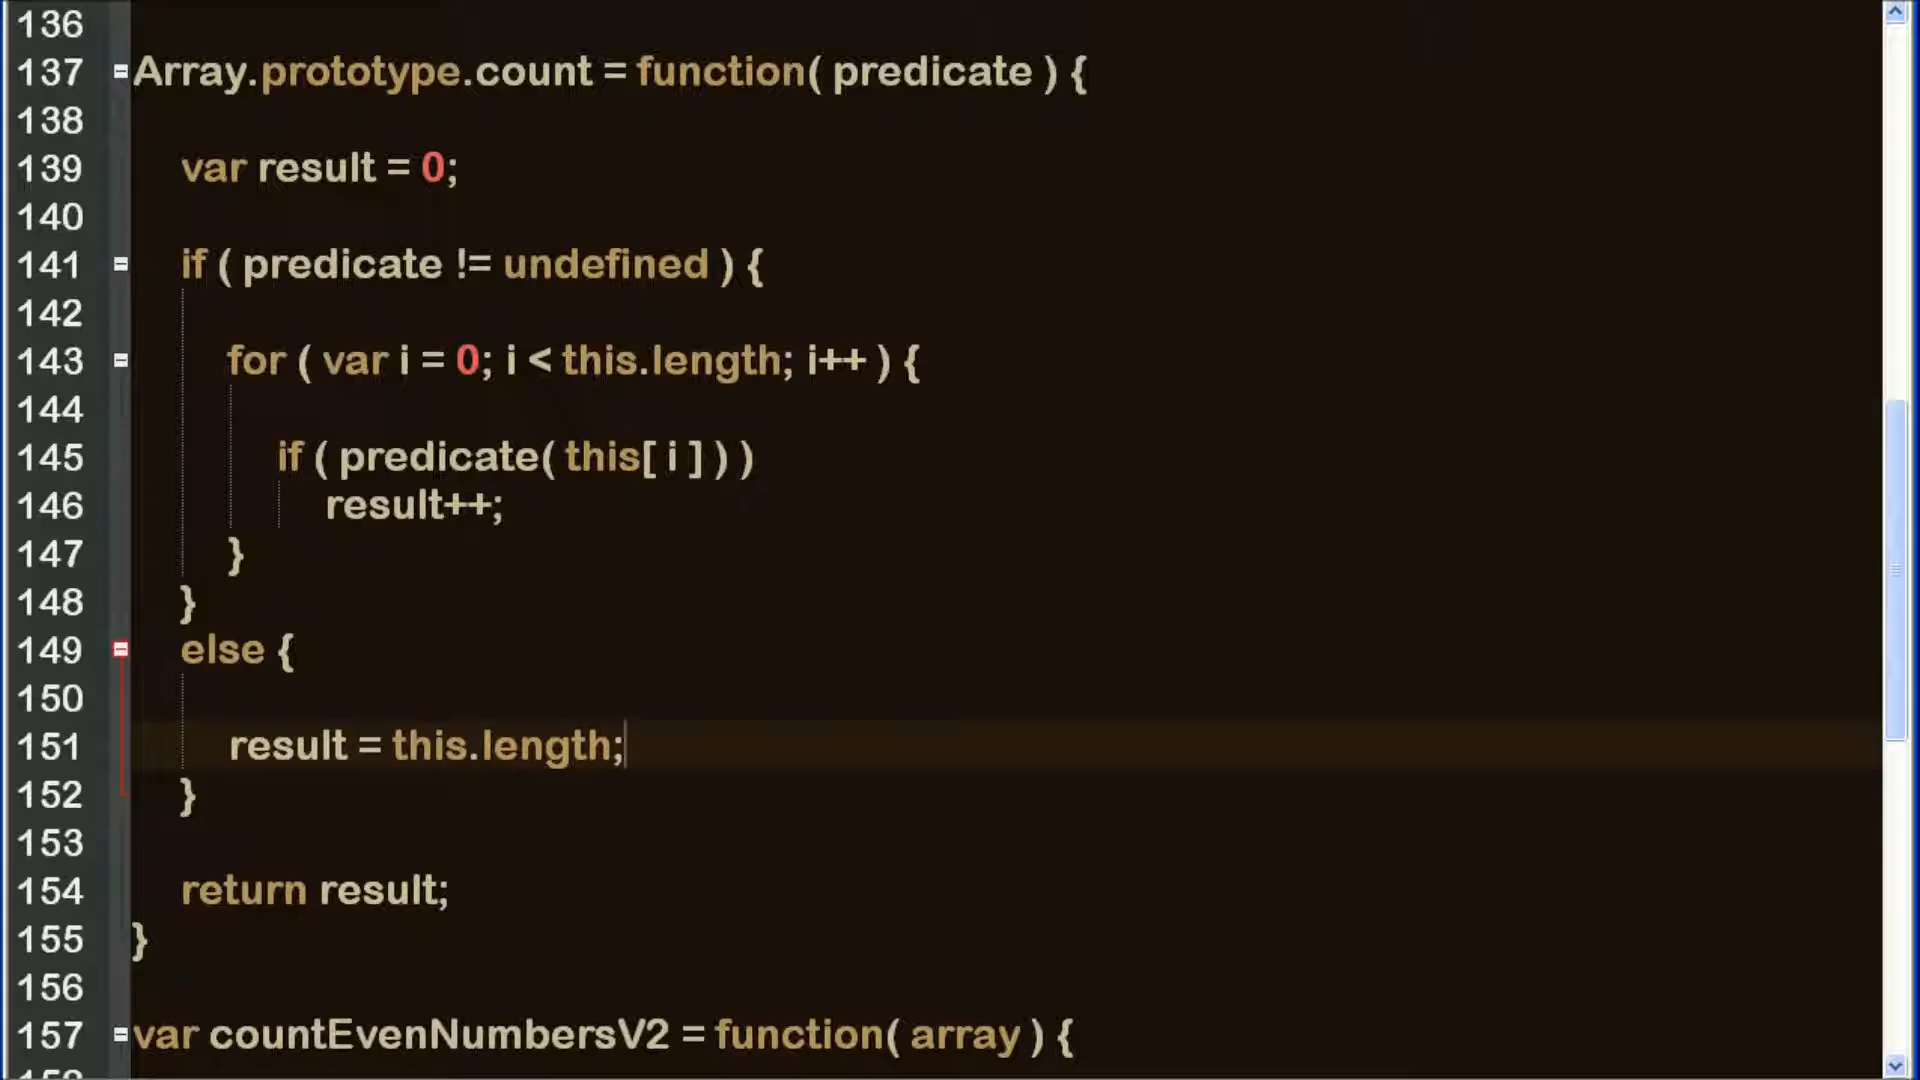 136
137 Array.prototype.count = function( predicate ) {
138
139 var result = 0;
140
141 if ( predicate != undefined ) {
142
143 for ( var i = 0; i < this.length; i++ ) {
144
145 if ( predicate( this[ i ] ) )
146 result++;
147 }
148 }
149 else {
150
151 result = this.length;
152 }
153
154 return result;
155 }
156
157 var countEvenNumbersV2 = function( array ) {